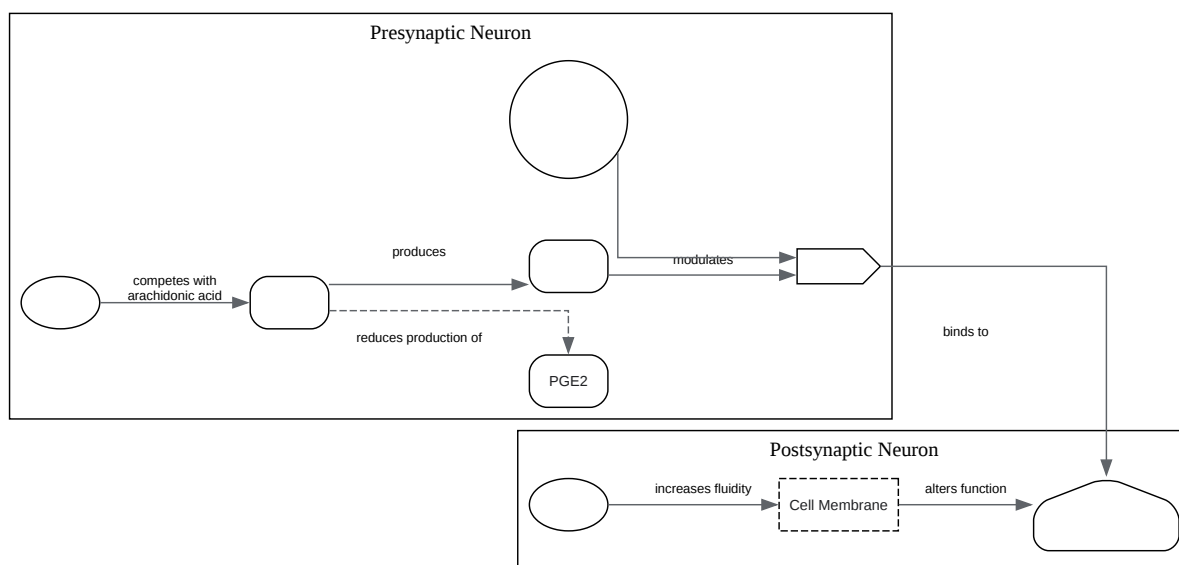 Presynaptic Neuron
produces
modulates
competes with
arachidonic acid
reduces production of
binds to
PGE2
Postsynaptic Neuron
increases fluidity
Cell Membrane
alters function